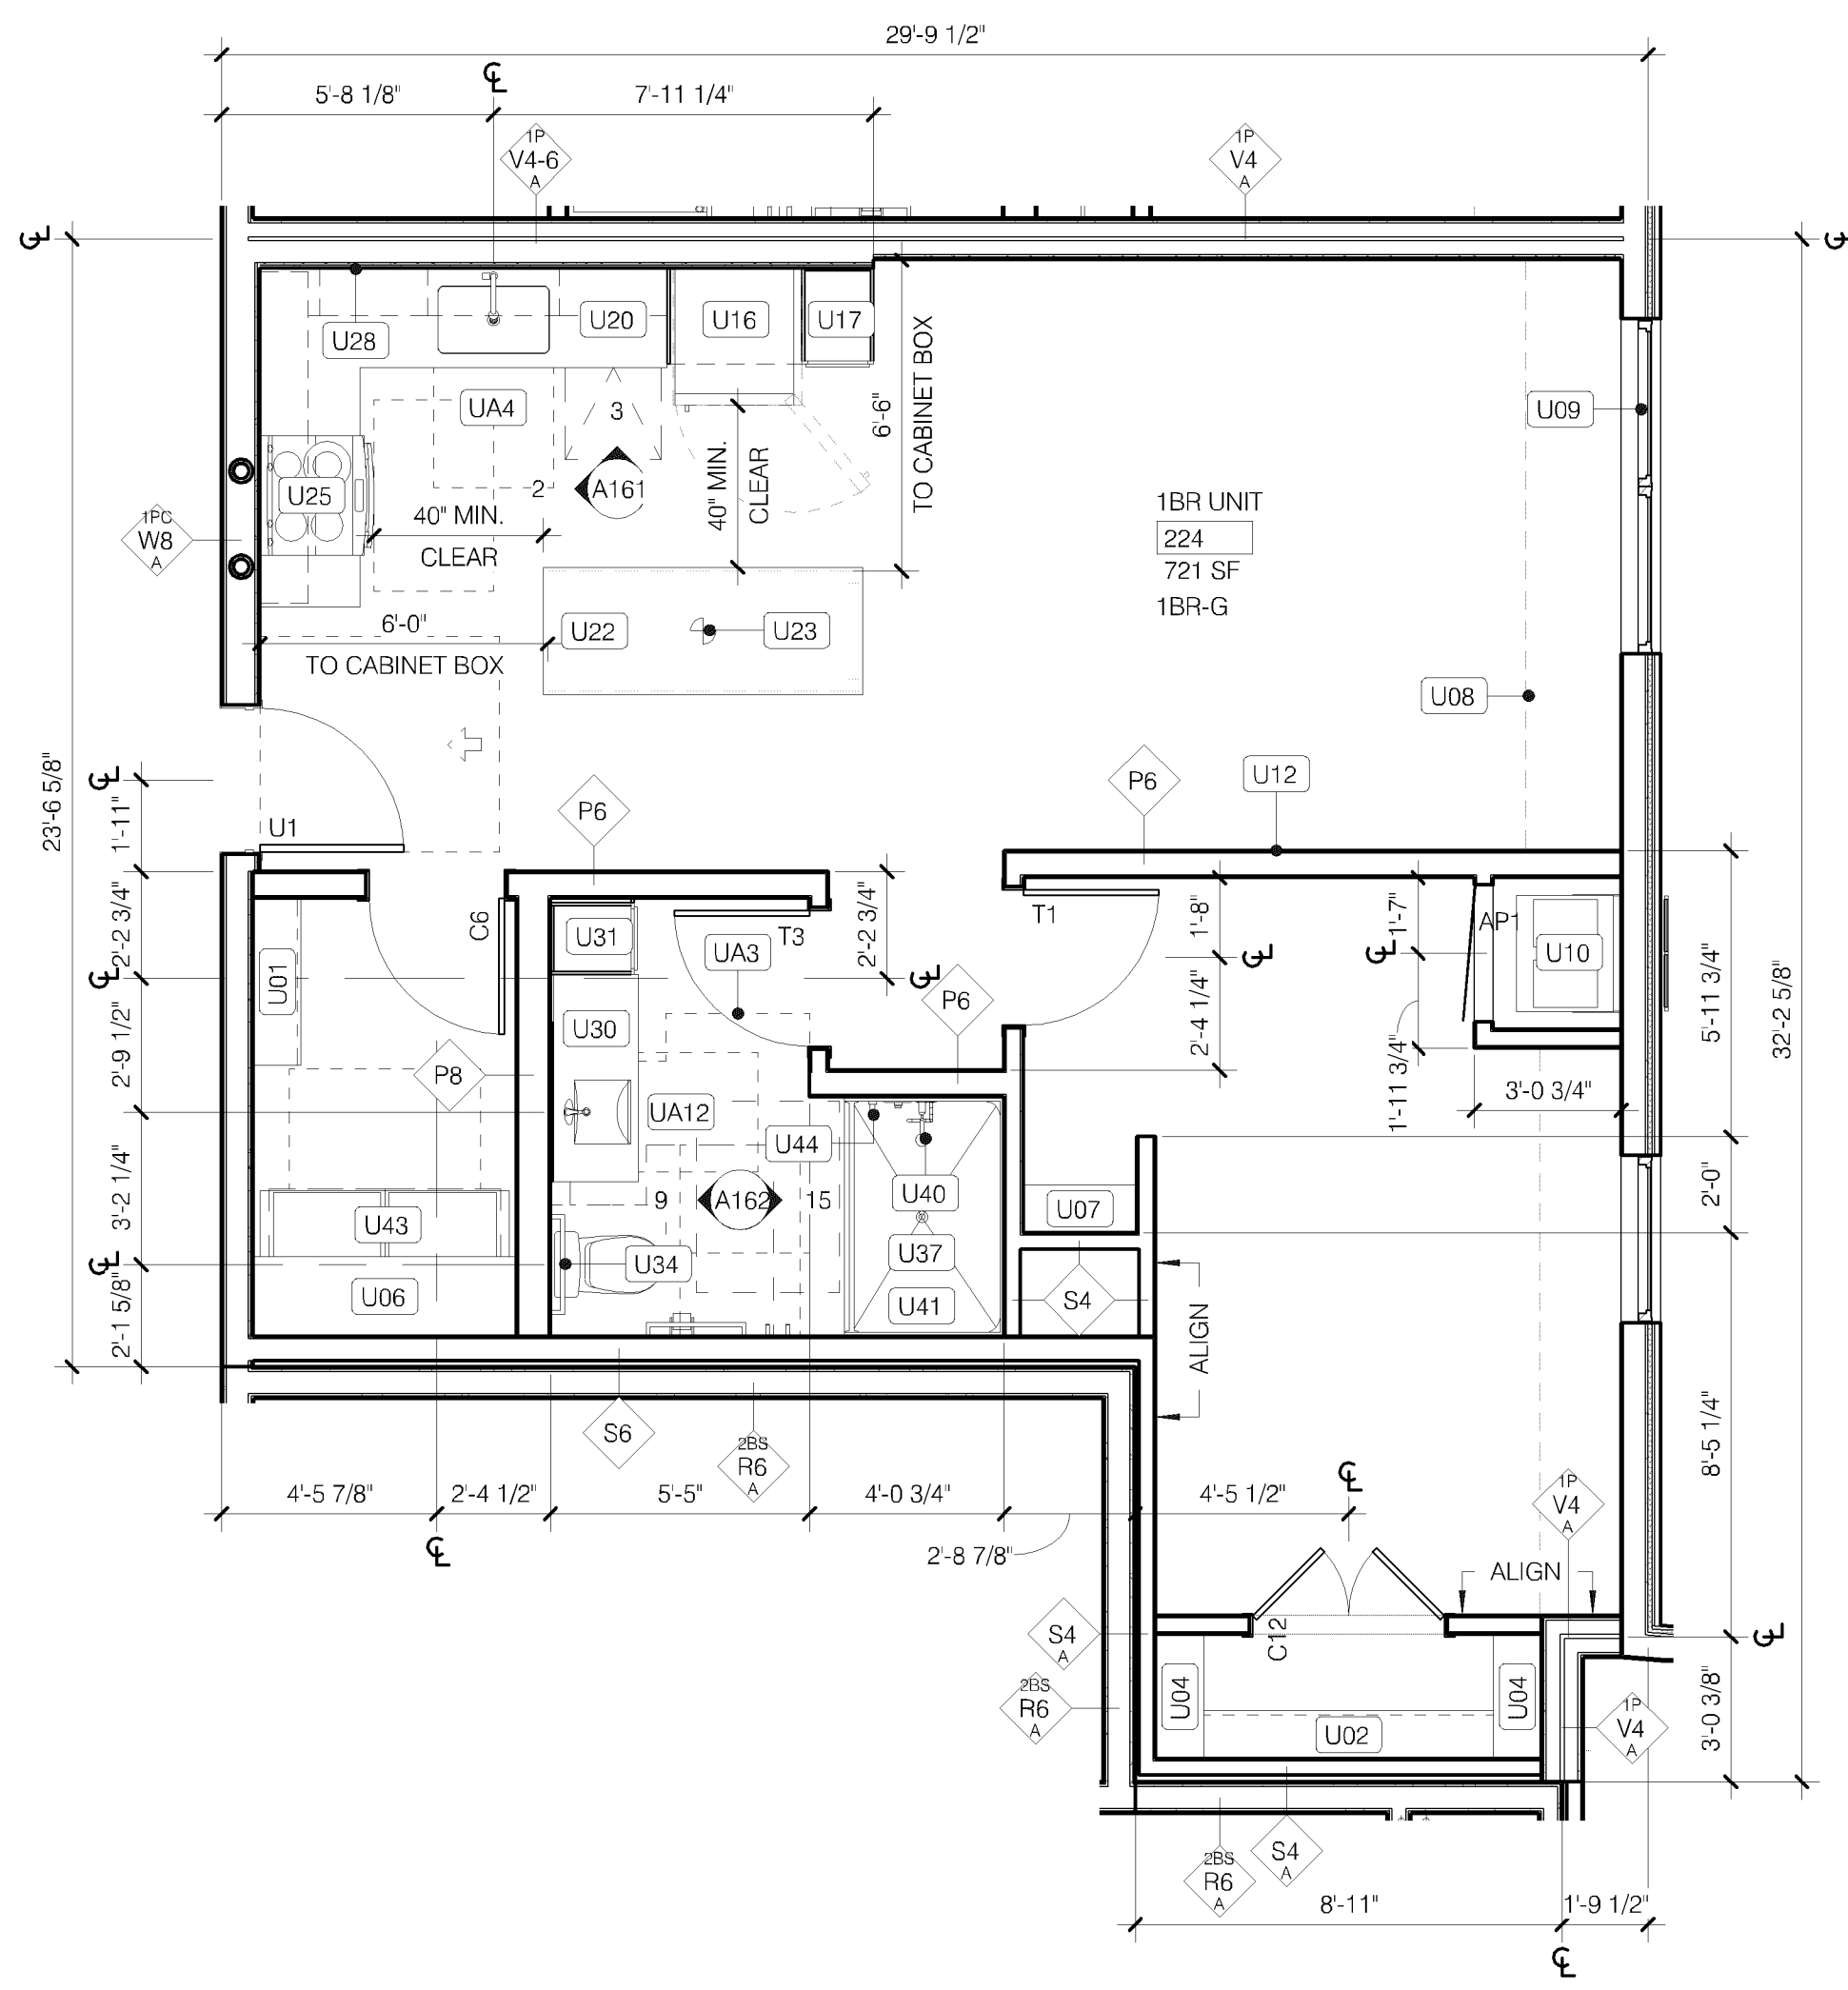 29'-9 1/2"
5'-8 1/8"
7'-11 1/4"
1P
V4-6
A
1P
V4
A
U28
U20
U16
U17
UA4
3
2
A161
U25
40" MIN.
CLEAR
40" MIN.
CLEAR
6'-6"
TO CABINET BOX
U09
1BR UNIT
224
721 SF
1BR-G
1PC
W8
A
6'-0"
TO CABINET BOX
U22
U23
U08
U12
P6
P6
U1
23'-6 5/8"
1'-11"
2'-2 3/4"
2'-9 1/2"
3'-2 1/4"
2'-1 5/8"
C6
U01
U31
T3
UA3
2'-2 3/4"
T1
1'-8"
2'-4 1/4"
1'-7"
1'-11 3/4"
AP1
U10
3'-0 3/4"
5'-11 3/4"
32'-2 5/8"
2'-0"
8'-5 1/4"
3'-0 3/8"
P6
P8
U30
UA12
U44
9
A162
15
U40
U37
U41
U07
U43
U34
U06
S4
ALIGN
S6
2BS
R6
A
4'-5 7/8"
2'-4 1/2"
5'-5"
4'-0 3/4"
4'-5 1/2"
2'-8 7/8"
1P
V4
A
ALIGN
S4
A
C12
2BS
R6
A
U04
U02
U04
1P
V4
A
S4
A
2BS
R6
A
8'-11"
1'-9 1/2"